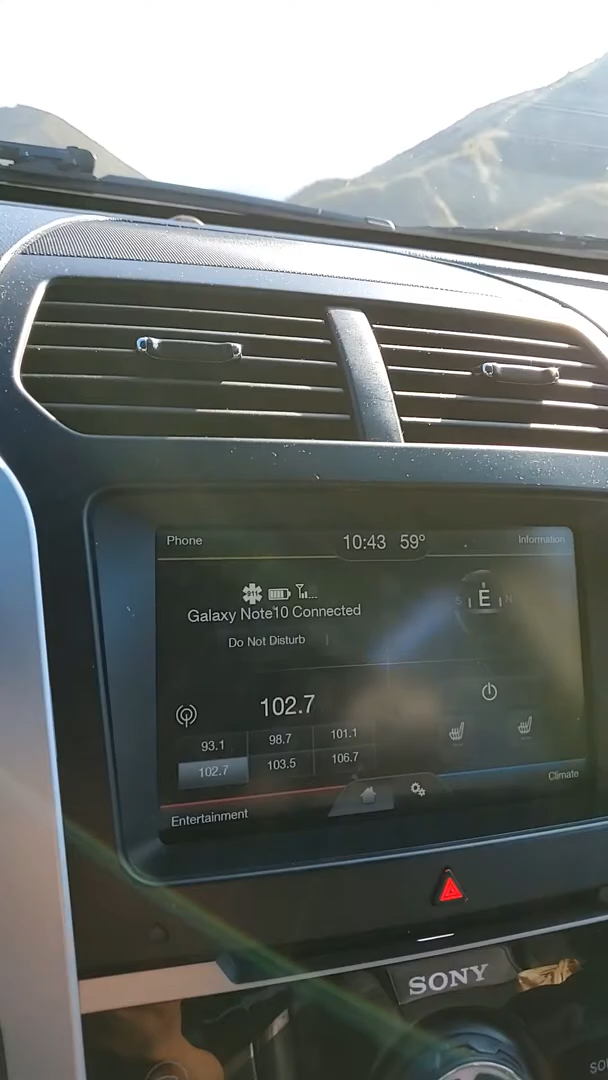 Phone
10:43 59°
Information
Galaxy Note10 Connected
S E N
Do Not Disturb
102.7
93.1 98.7 101.1
102.7 103.5 106.7
Climate
Entertainment
SONY